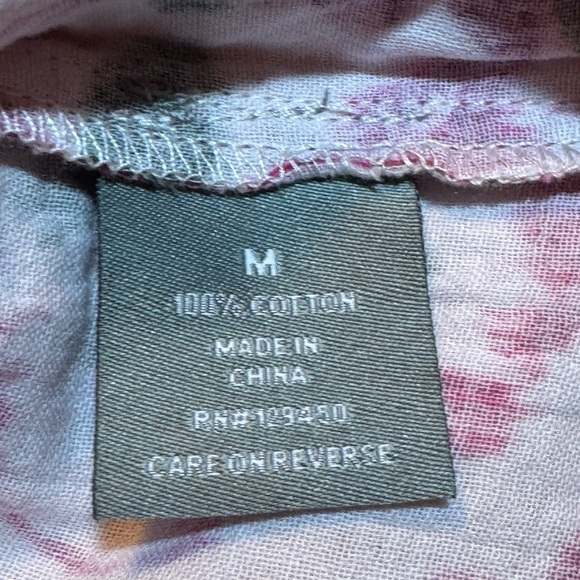 M
100% COTTON
MADE IN
CHINA
RN#129450
CARE ON REVERSE